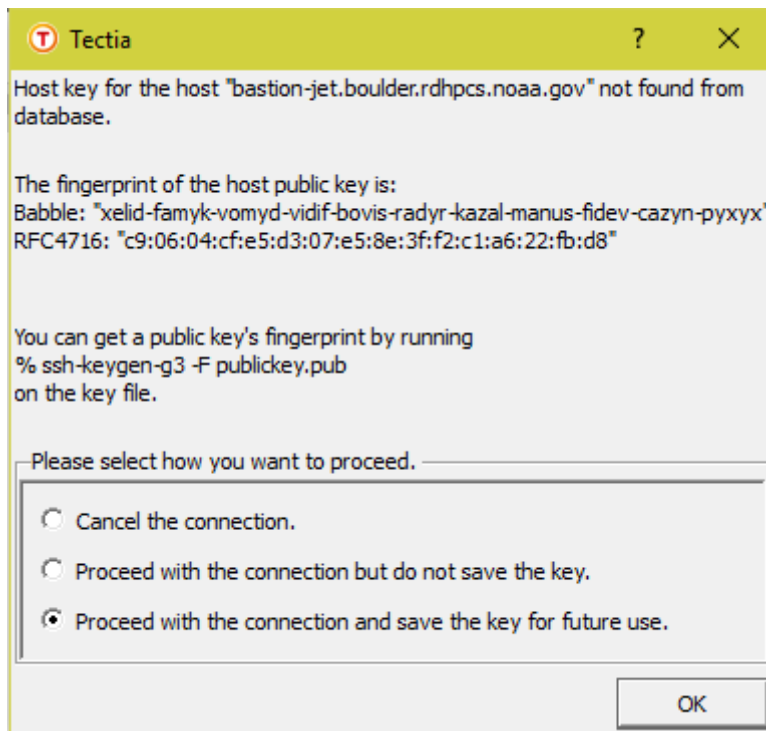 Tectia
Host key for the host "bastion-jet.boulder.rdhpcs.noaa.gov" not found from
database.
The fingerprint of the host public key is:
Babble: "xelid-famyk-vomyd-vidif-bovis-radyr-kazal-manus-fidev-cazyn-pyxyx"
RFC4716: "c9:06:04:cf:e5:d3:07:e5:8e:3f:f2:c1:a6:22:fb:d8"
You can get a public key's fingerprint by running
% ssh-keygen-g3 -F publickey.pub
on the key file.
Please select how you want to proceed.
Cancel the connection.
Proceed with the connection but do not save the key.
Proceed with the connection and save the key for future use.
OK